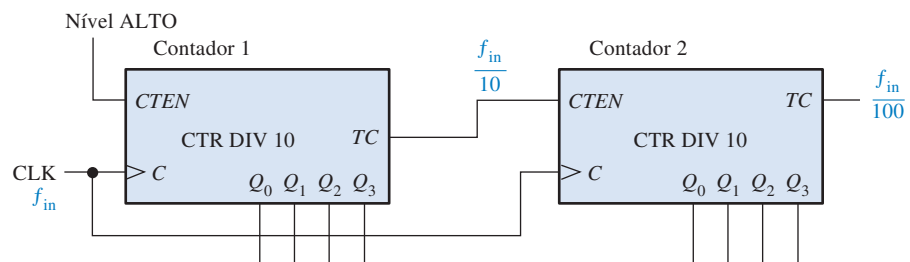 Nível ALTO
Contador 1
Contador 2
f_in/10
f_in/100
CTEN
TC
CTR DIV 10
CLK
f_in
C
Q0 Q1 Q2 Q3
CTEN
TC
CTR DIV 10
C
Q0 Q1 Q2 Q3